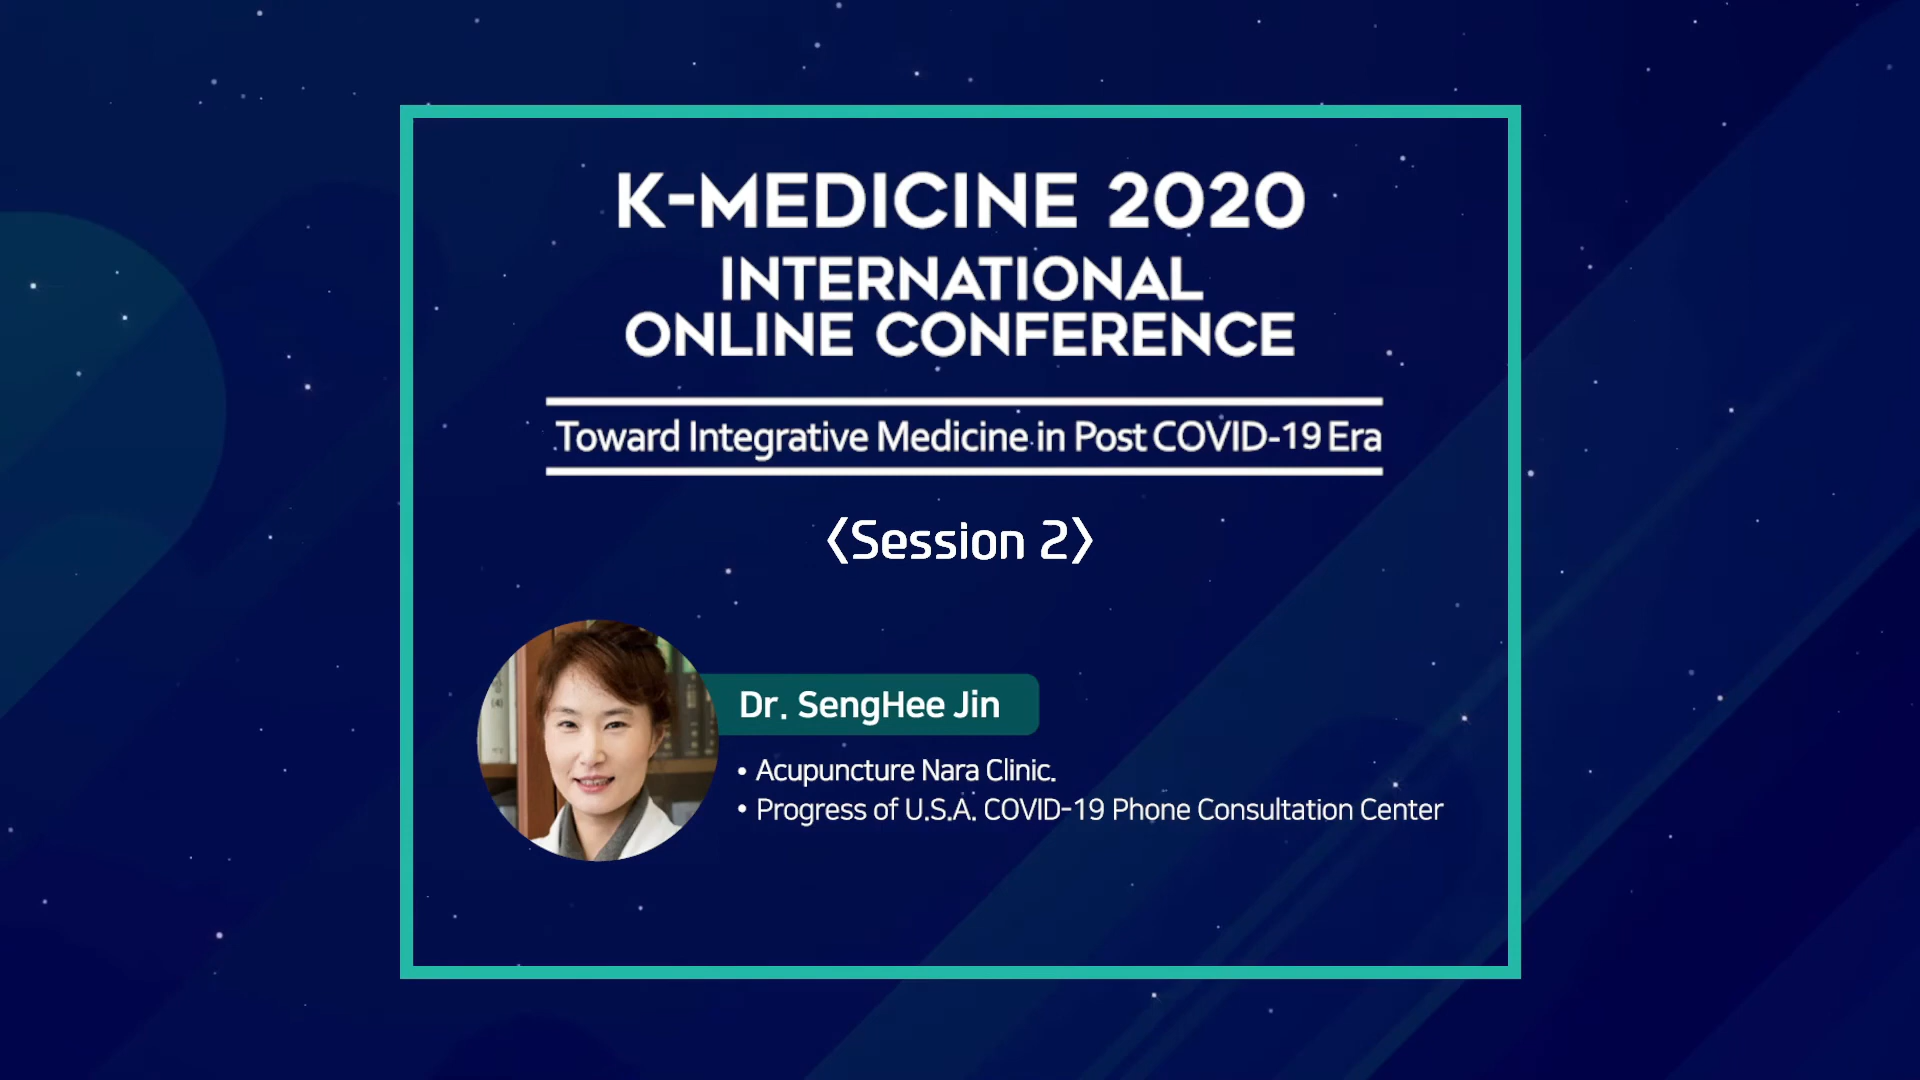 K-MEDICINE 2020
INTERNATIONAL
ONLINE CONFERENCE
Toward Integrative Medicine in Post COVID-19 Era
〈Session 2〉
Dr. SengHee Jin
• Acupuncture Nara Clinic.
• Progress of U.S.A. COVID-19 Phone Consultation Center